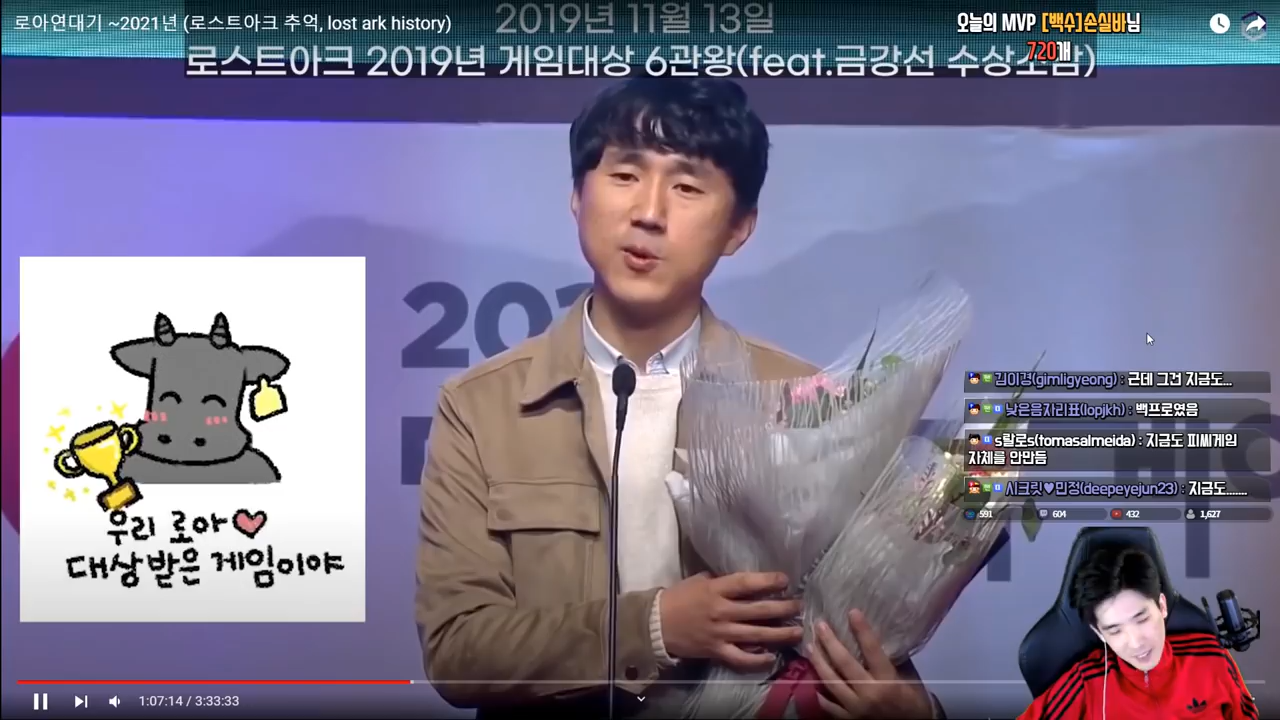 로아연대기 ~2021년 (로스트아크 추억, lost ark history)
2019년 11월 13일
로스트아크 2019년 게임대상 6관왕(feat.금강선 수상소감)
오늘의 MVP [백수]손실바님
720개
우리 로아
대상받은 게임이야
김이경(gimligyeong) : 근데 그건 지금도...
낮은음자리표(lopjkh) : 백프로였음
s랄로s(tomasalmeida) : 지금도 피씨게임
자체를 안만듬
시크릿♥민정(deepeyejun23) : 지금도.......
591 604 432 1,627
1:07:14 / 3:33:33